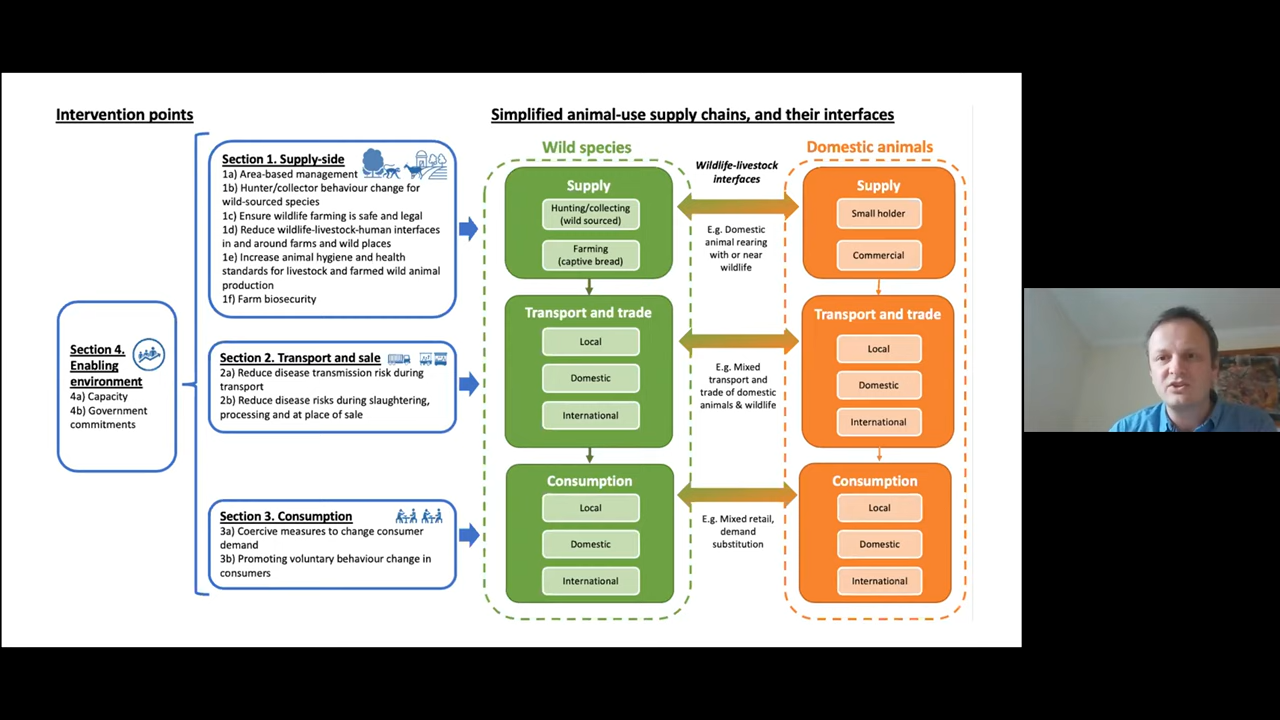 Intervention points
Simplified animal-use supply chains, and their interfaces
Section 4.
Enabling
environment
4a) Capacity
4b) Government
commitments
Section 1. Supply-side
1a) Area-based management
1b) Hunter/collector behaviour change for
wild-sourced species
1c) Ensure wildlife farming is safe and legal
1d) Reduce wildlife-livestock-human interfaces
in and around farms and wild places
1e) Increase animal hygiene and health
standards for livestock and farmed wild animal
production
1f) Farm biosecurity
Section 2. Transport and sale
2a) Reduce disease transmission risk during
transport
2b) Reduce disease risks during slaughtering,
processing and at place of sale
Section 3. Consumption
3a) Coercive measures to change consumer
demand
3b) Promoting voluntary behaviour change in
consumers
Wild species
Supply
Hunting/collecting
(wild sourced)
Farming
(captive bread)
Transport and trade
Local
Domestic
International
Consumption
Local
Domestic
International
Wildlife-livestock
interfaces
E.g. Domestic
animal rearing
with or near
wildlife
E.g. Mixed
transport and
trade of domestic
animals & wildlife
E.g. Mixed retail,
demand
substitution
Domestic animals
Supply
Small holder
Commercial
Transport and trade
Local
Domestic
International
Consumption
Local
Domestic
International